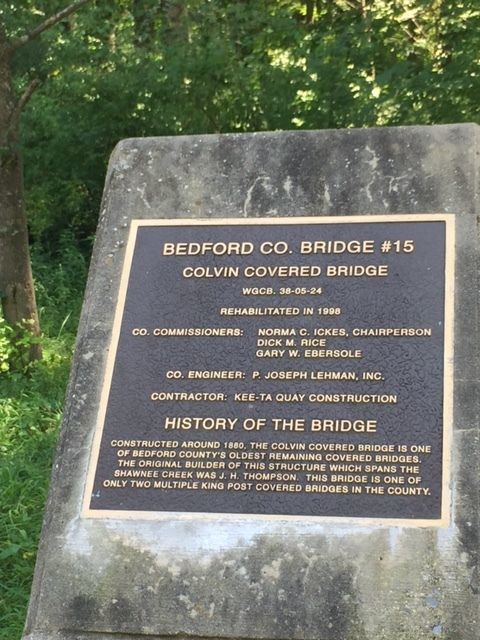 BEDFORD CO. BRIDGE #15
COLVIN COVERED BRIDGE
WGCB. 38-05-24
REHABILITATED IN 1998
CO. COMMISSIONERS: NORMA C. ICKES, CHAIRPERSON
DICK M. RICE
GARY W. EBERSOLE
CO. ENGINEER: P. JOSEPH LEHMAN, INC.
CONTRACTOR: KEE-TA QUAY CONSTRUCTION
HISTORY OF THE BRIDGE
CONSTRUCTED AROUND 1880, THE COLVIN COVERED BRIDGE IS ONE
OF BEDFORD COUNTY'S OLDEST REMAINING COVERED BRIDGES.
THE ORIGINAL BUILDER OF THIS STRUCTURE WHICH SPANS THE
SHAWNEE CREEK WAS J. H. THOMPSON. THIS BRIDGE IS ONE OF
ONLY TWO MULTIPLE KING POST COVERED BRIDGES IN THE COUNTY.